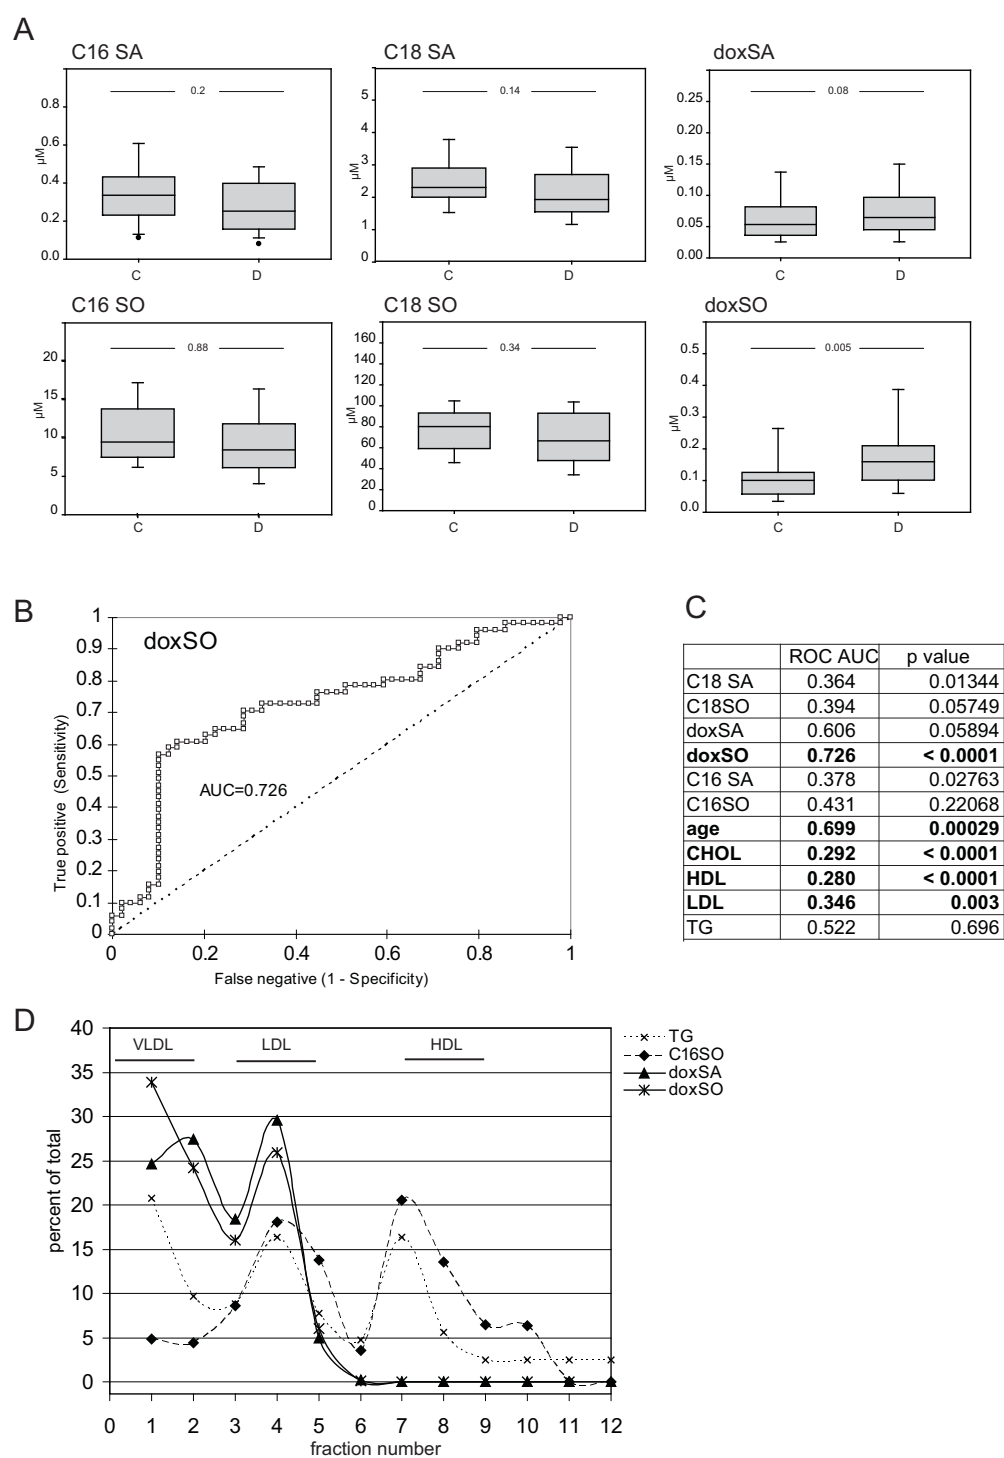 A
C16 SA
0.8
0.6
0.4
0.2
0.0
µM
0.2
C
D
C18 SA
5
4
3
2
1
0
µM
0.14
C
D
doxSA
0.25
0.20
0.15
0.10
0.05
0.00
µM
0.08
C
D
C16 SO
20
15
10
5
0
µM
0.88
C
D
C18 SO
180
160
140
120
100
80
60
40
20
0
µM
0.34
C
D
doxSO
0.5
0.4
0.3
0.2
0.1
0.0
µM
0.005
C
D
B
doxSO
1
0.9
0.8
0.7
0.6
0.5
0.4
0.3
0.2
0.1
0
True positive (Sensitivity)
AUC=0.726
0 0.2 0.4 0.6 0.8 1
False negative (1 - Specificity)
C
ROC AUC p value
C18 SA 0.364 0.01344
C18SO 0.394 0.05749
doxSA 0.606 0.05894
doxSO 0.726 < 0.0001
C16 SA 0.378 0.02763
C16SO 0.431 0.22068
age 0.699 0.00029
CHOL 0.292 < 0.0001
HDL 0.280 < 0.0001
LDL 0.346 0.003
TG 0.522 0.696
D
40
35
30
25
20
15
10
5
0
percent of total
VLDL LDL HDL
TG
C16SO
doxSA
doxSO
0 1 2 3 4 5 6 7 8 9 10 11 12
fraction number